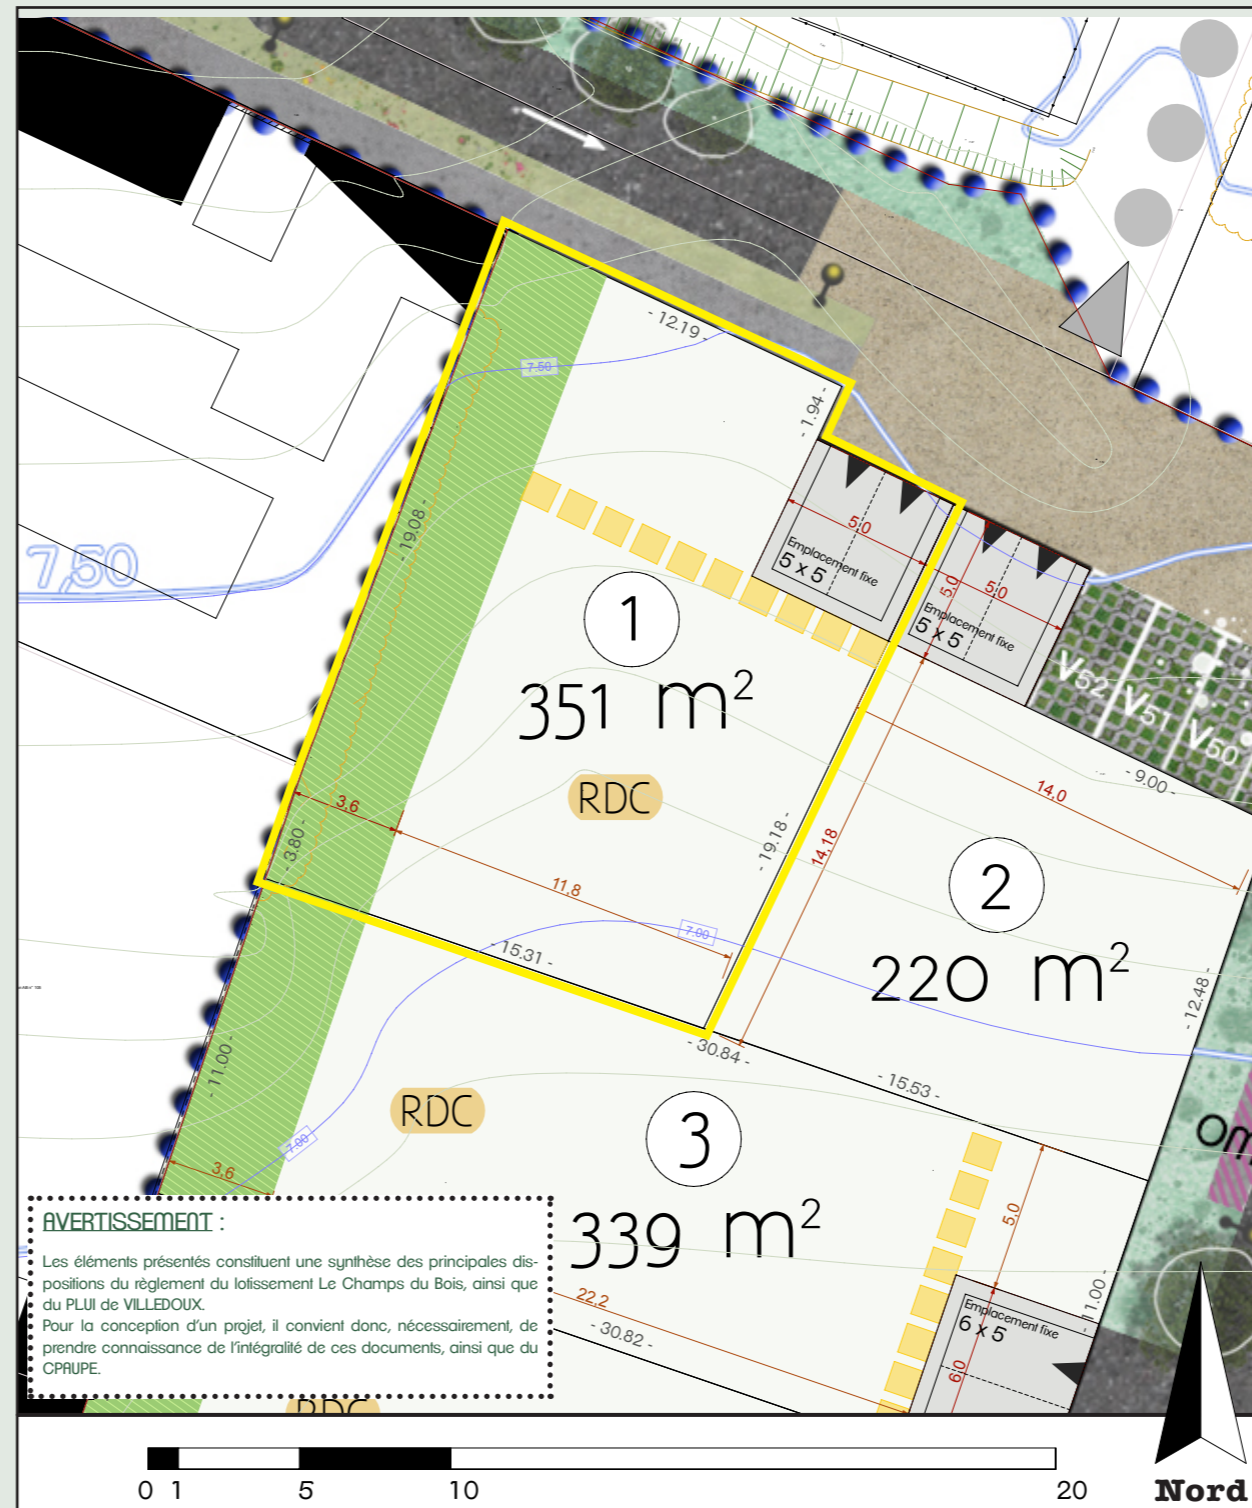 - 12.19 -
7.50
- 1.94 -
5,0
Emplacement fixe
5 x 5
5,0
5,0
Emplacement fixe
5 x 5
- 19.08 -
7,50
1
351 m²
RDC
V52
V51
V50
- 9.00 -
14,0
3,6
- 3.80 -
11,8
- 19.18 -
14,18
2
220 m²
7.00
- 15.31 -
- 12.48 -
- 30.84 -
- 15.53 -
- 11.00 -
RDC
3
339 m²
7.00
3,6
5,0
om
22,2
- 30.82 -
Emplacement fixe
6 x 5
6,0
- 11.00 -
AVERTISSEMENT :
Les éléments présentés constituent une synthèse des principales dis-
positions du règlement du lotissement Le Champs du Bois, ainsi que
du PLUI de VILLEDOUX.
Pour la conception d'un projet, il convient donc, nécessairement, de
prendre connaissance de l'intégralité de ces documents, ainsi que du
CPAUPE.
RDC
0 1 5 10 20
Nord